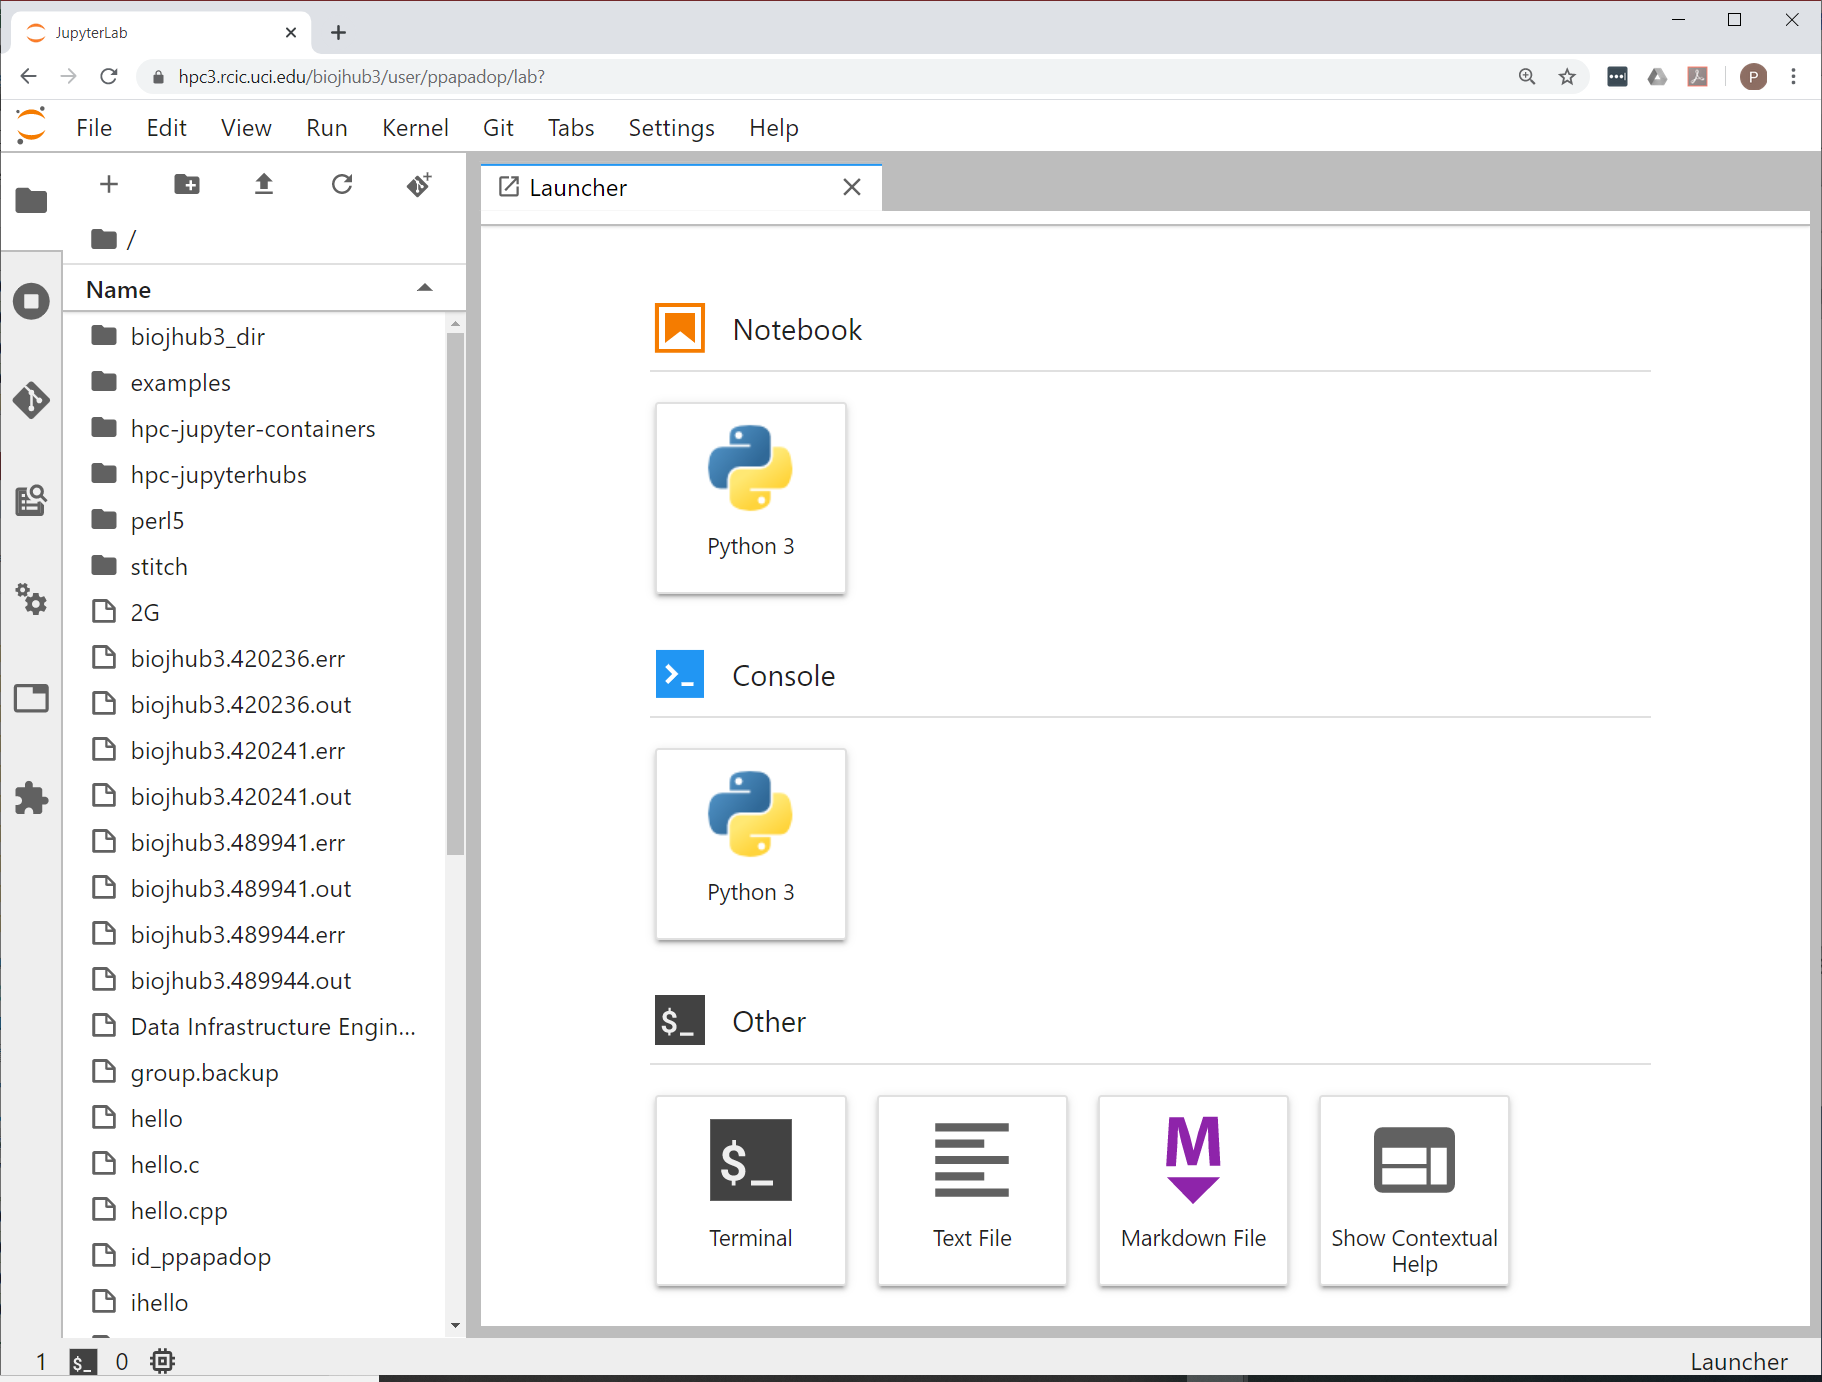 JupyterLab
hpc3.rcic.uci.edu/biojhub3/user/ppapadop/lab?
P
File Edit View Run Kernel Git Tabs Settings Help
Launcher
/
Name
biojhub3_dir
examples
hpc-jupyter-containers
hpc-jupyterhubs
perl5
stitch
2G
biojhub3.420236.err
biojhub3.420236.out
biojhub3.420241.err
biojhub3.420241.out
biojhub3.489941.err
biojhub3.489941.out
biojhub3.489944.err
biojhub3.489944.out
Data Infrastructure Engin...
group.backup
hello
hello.c
hello.cpp
id_ppapadop
ihello
Notebook
Python 3
Console
Python 3
$_ Other
$_
Terminal
Text File
M
Markdown File
Show Contextual
Help
1 $_ 0
Launcher